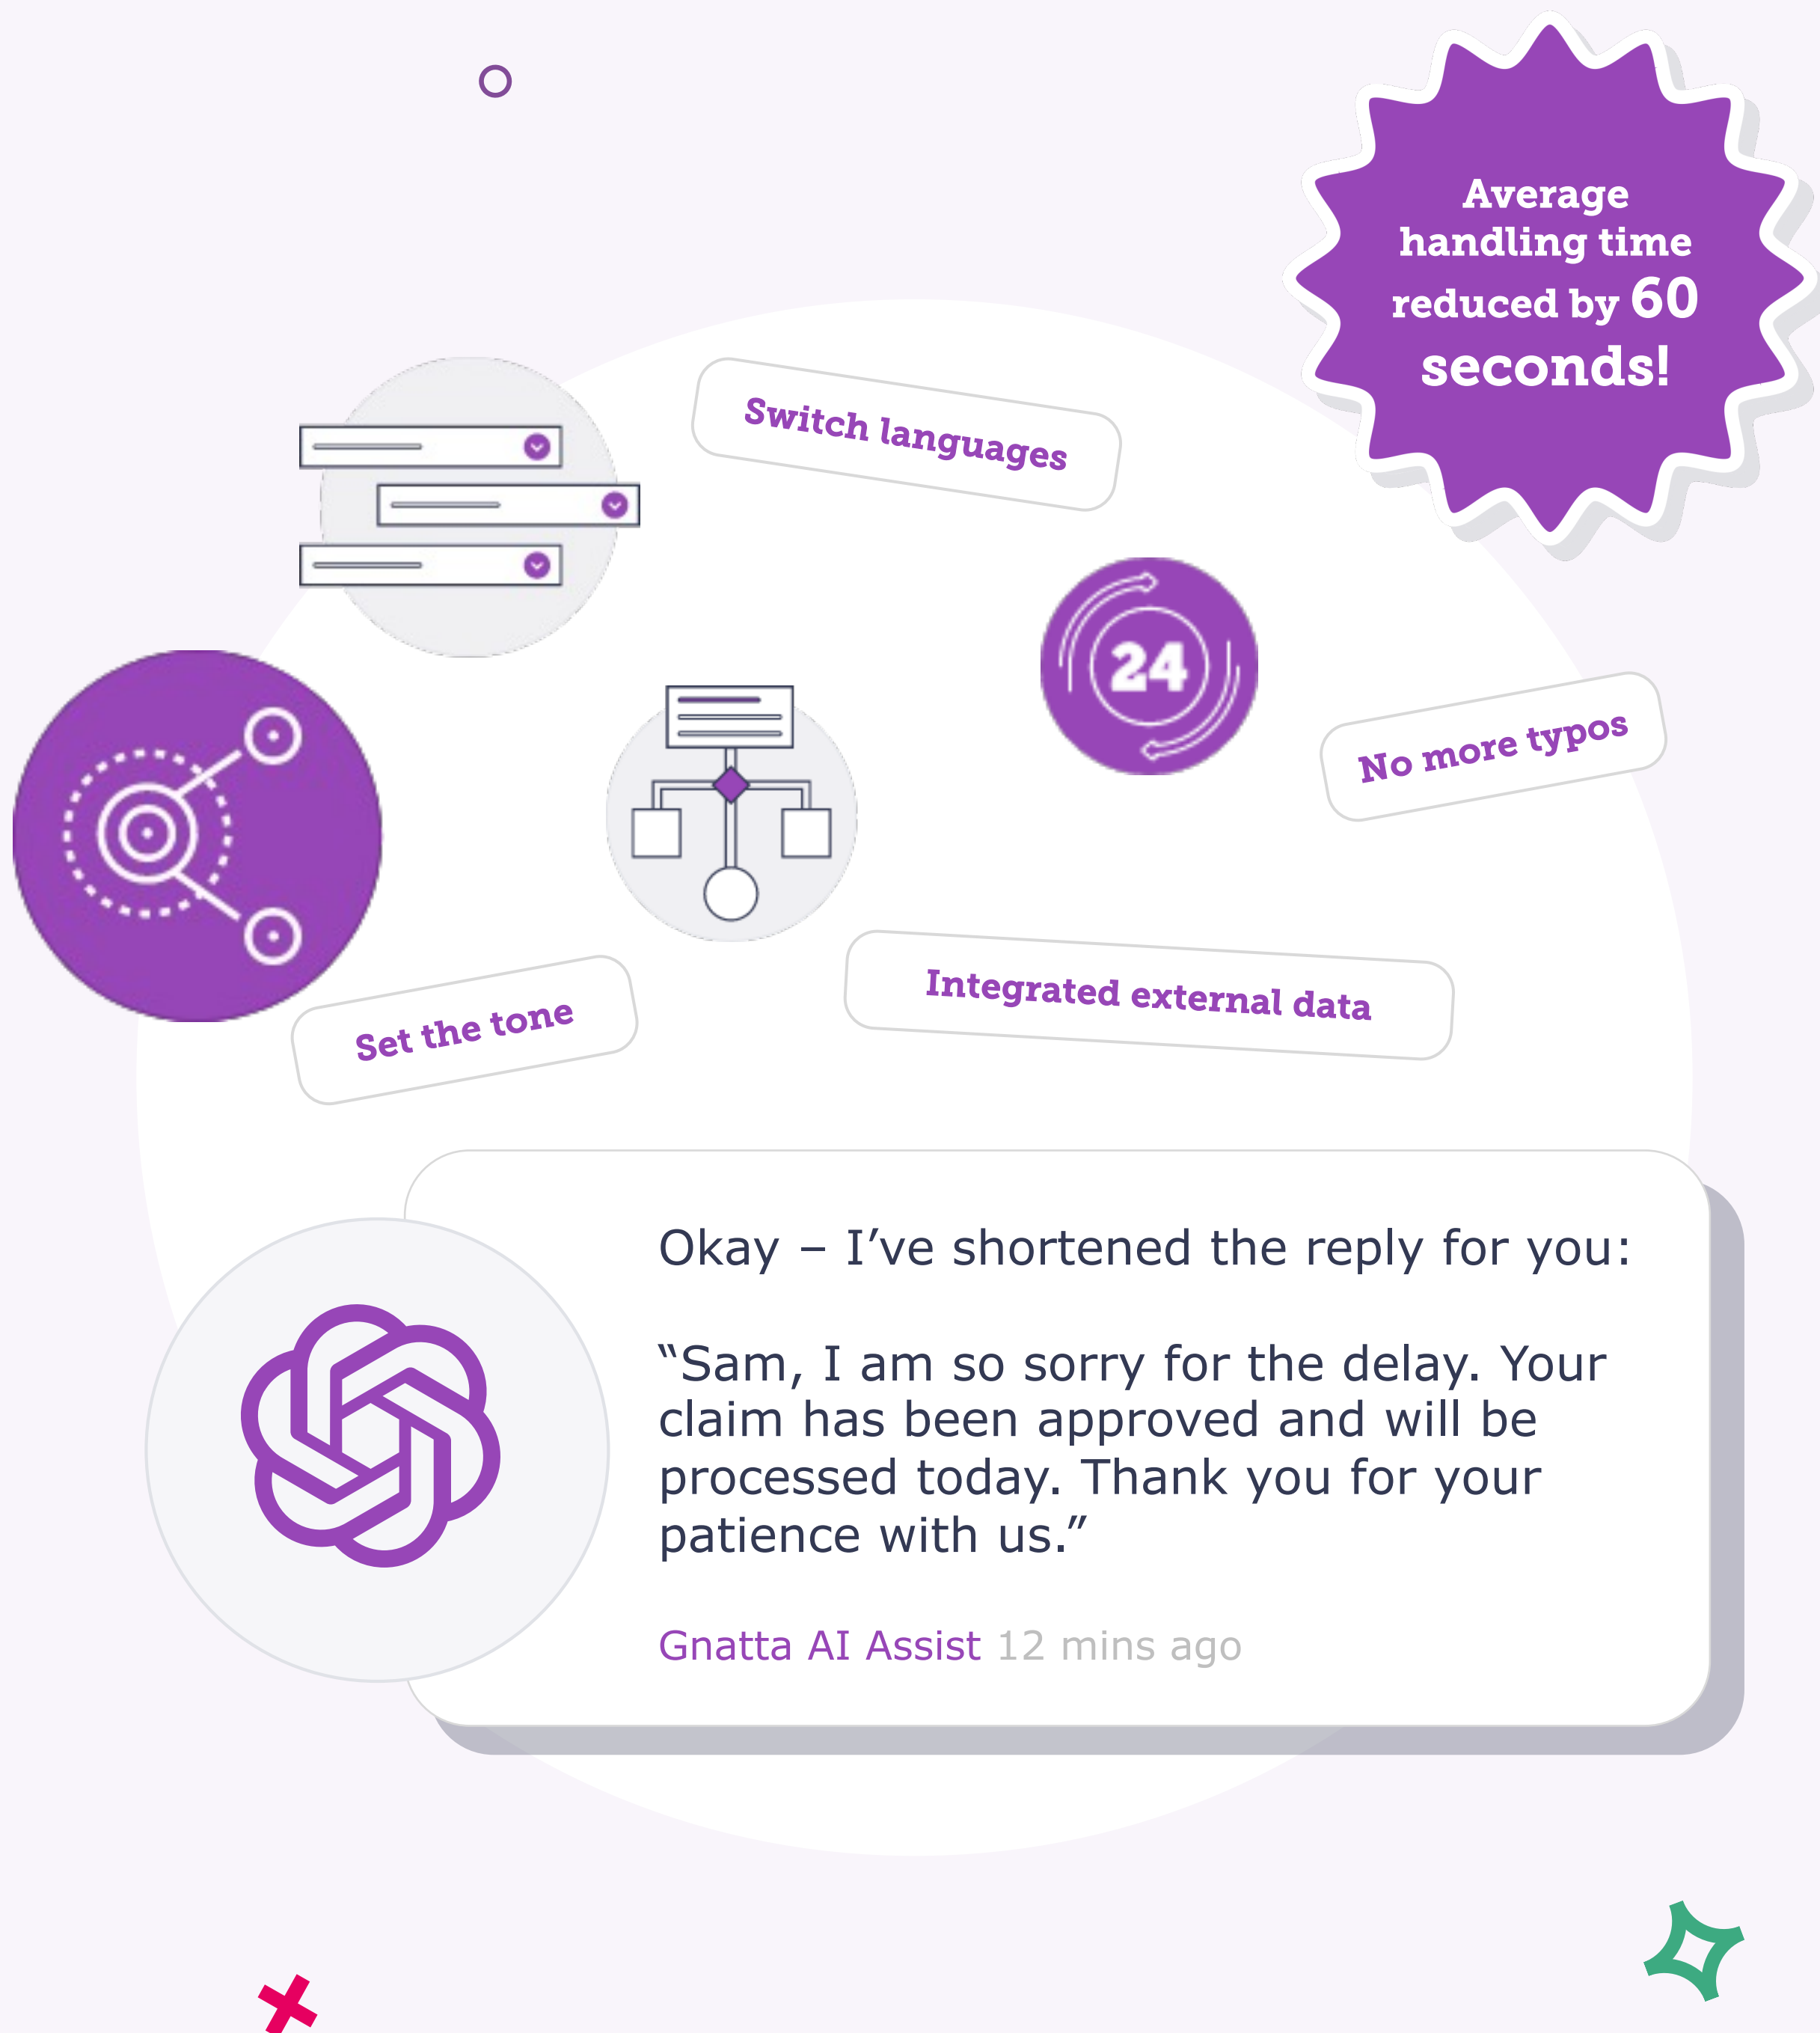 Average
handling time
reduced by 60
seconds!
Switch languages
24
No more typos
Integrated external data
Set the tone
Okay – I’ve shortened the reply for you:
“Sam, I am so sorry for the delay. Your
claim has been approved and will be
processed today. Thank you for your
patience with us.”
Gnatta AI Assist 12 mins ago